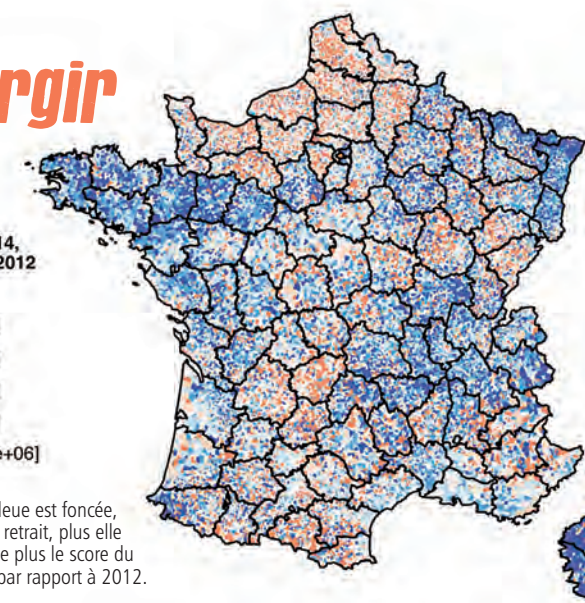 rgir
14,
2012
e+06]
leue est foncée,
retrait, plus elle
e plus le score du
par rapport à 2012.